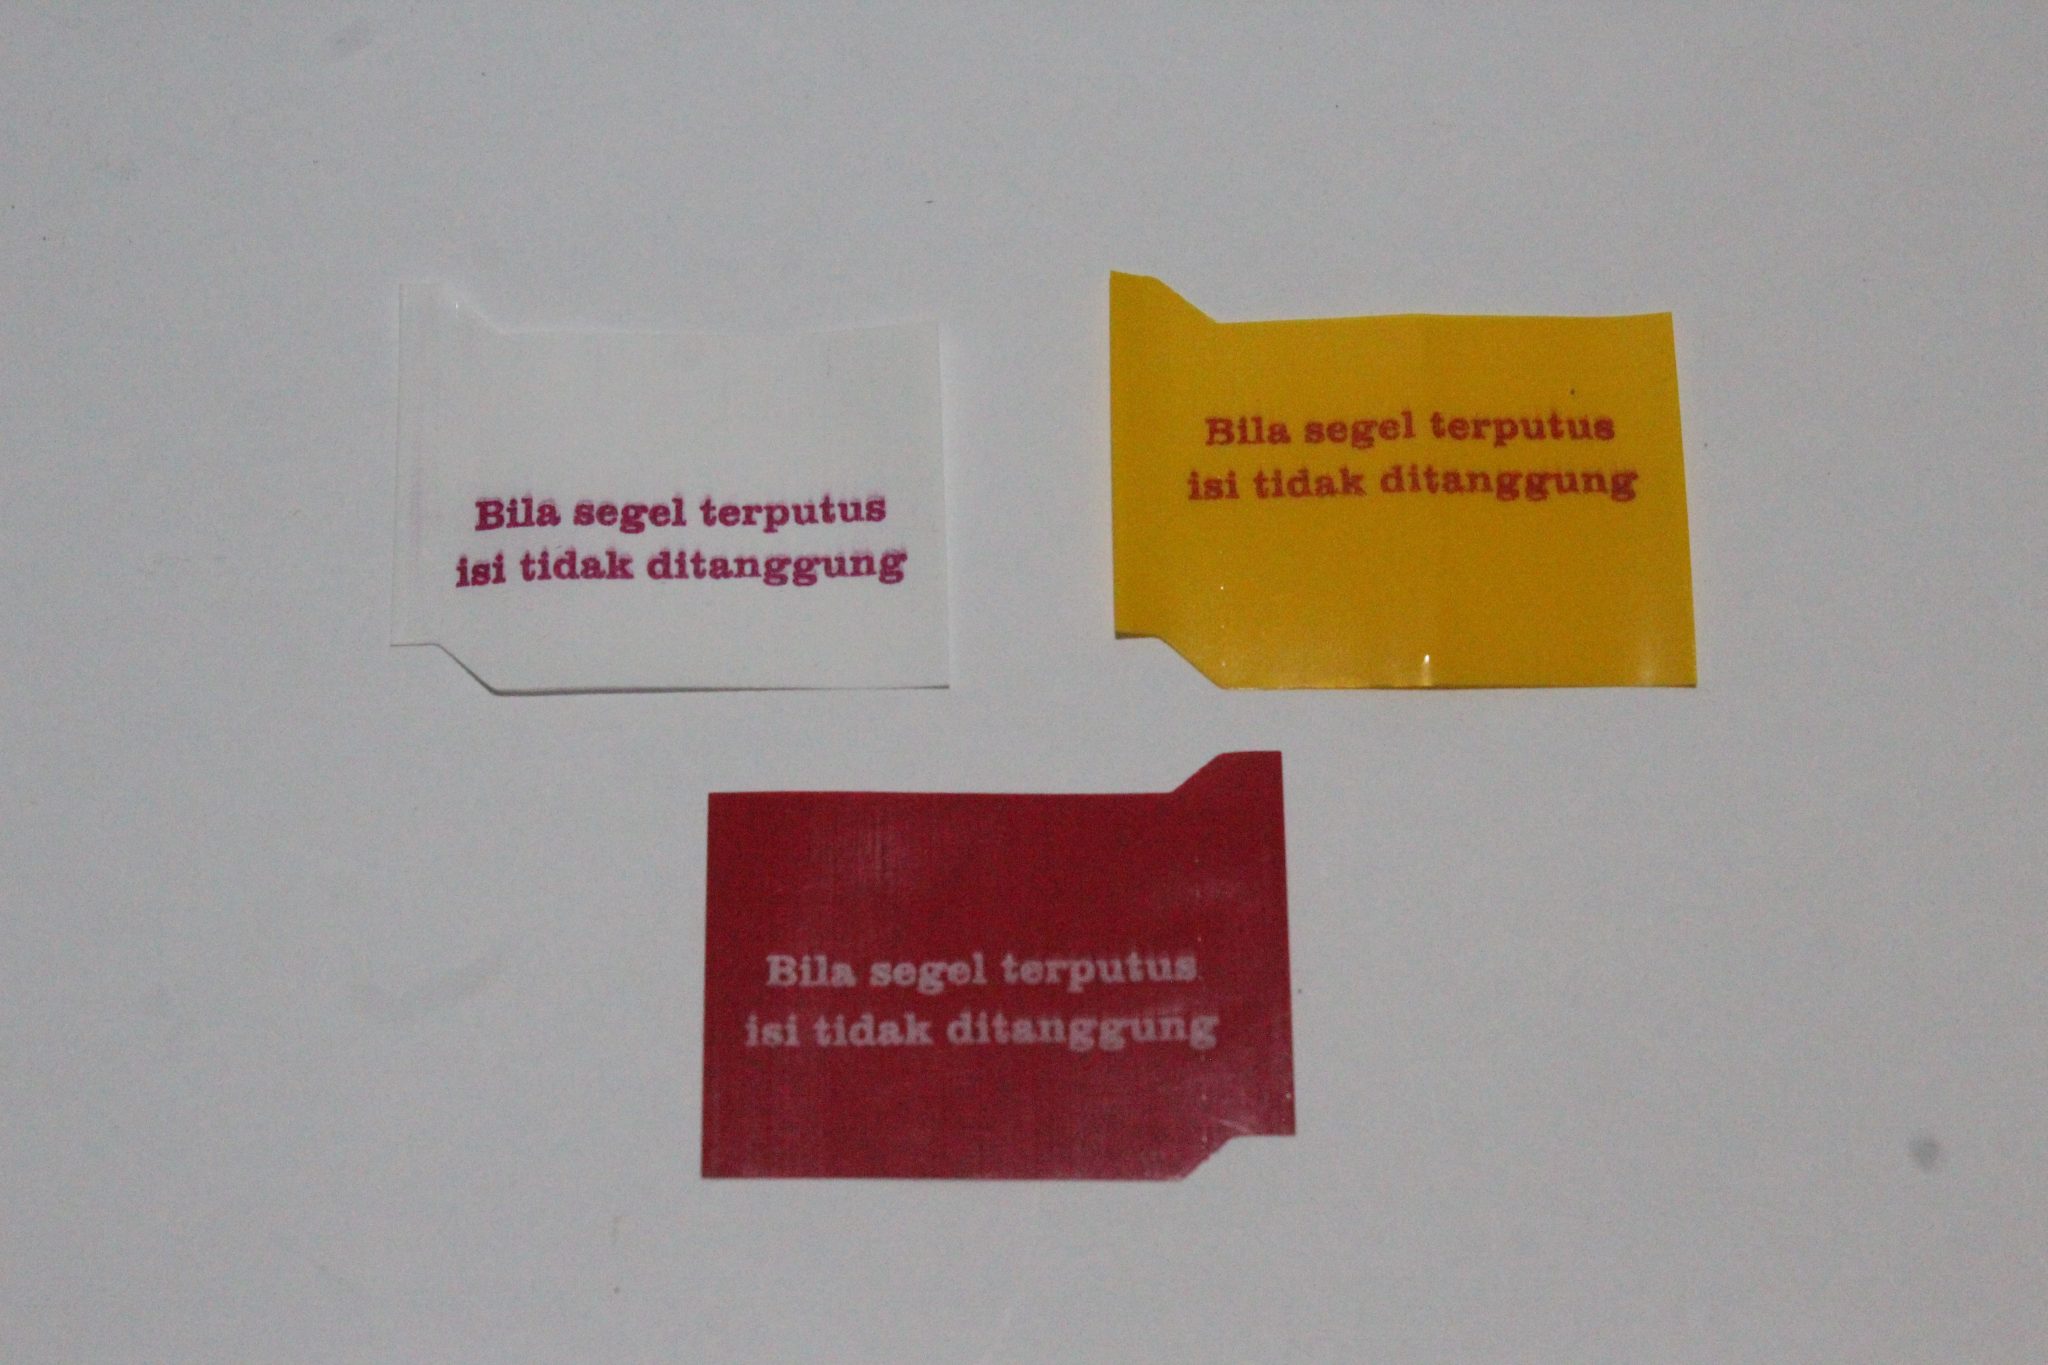 Bila segel terputus
isi tidak ditanggung
Bila segel terputus
isi tidak ditanggung
Bila segel terputus
isi tidak ditanggung